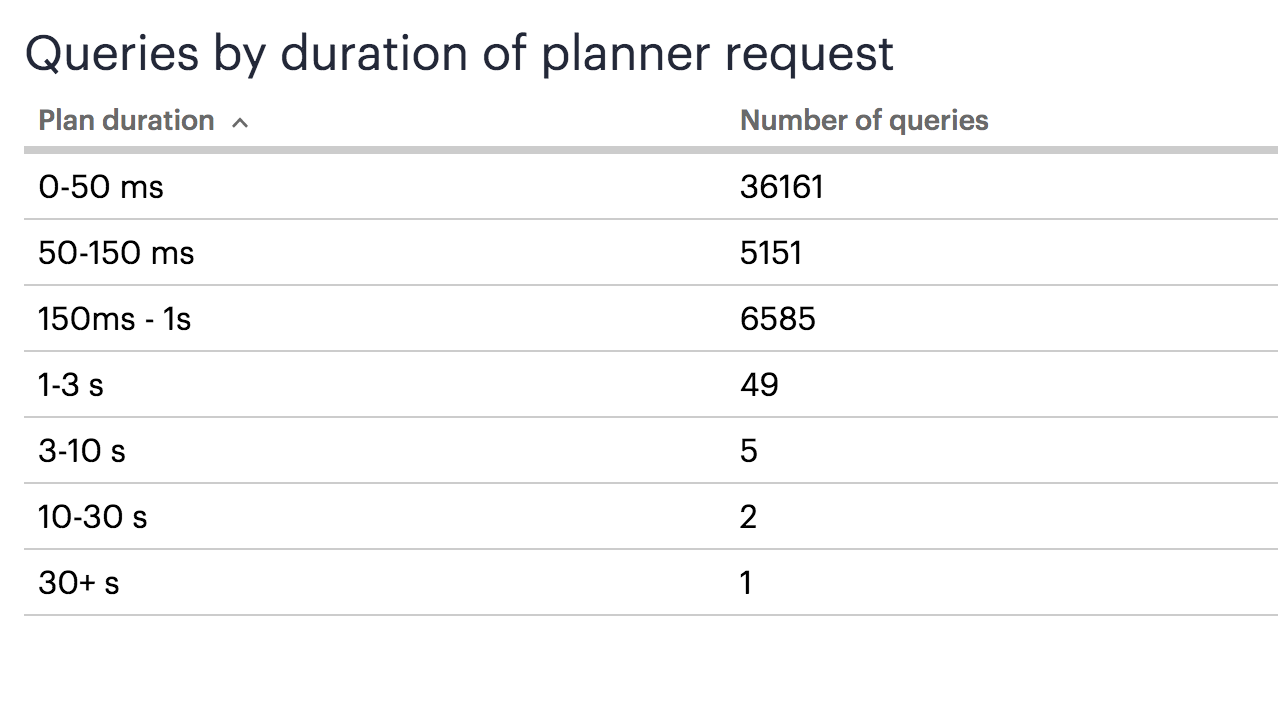 Queries by duration of planner request
Plan duration Number of queries
0-50 ms 36161
50-150 ms 5151
150ms - 1s 6585
1-3 s 49
3-10 s 5
10-30 s 2
30+ s 1